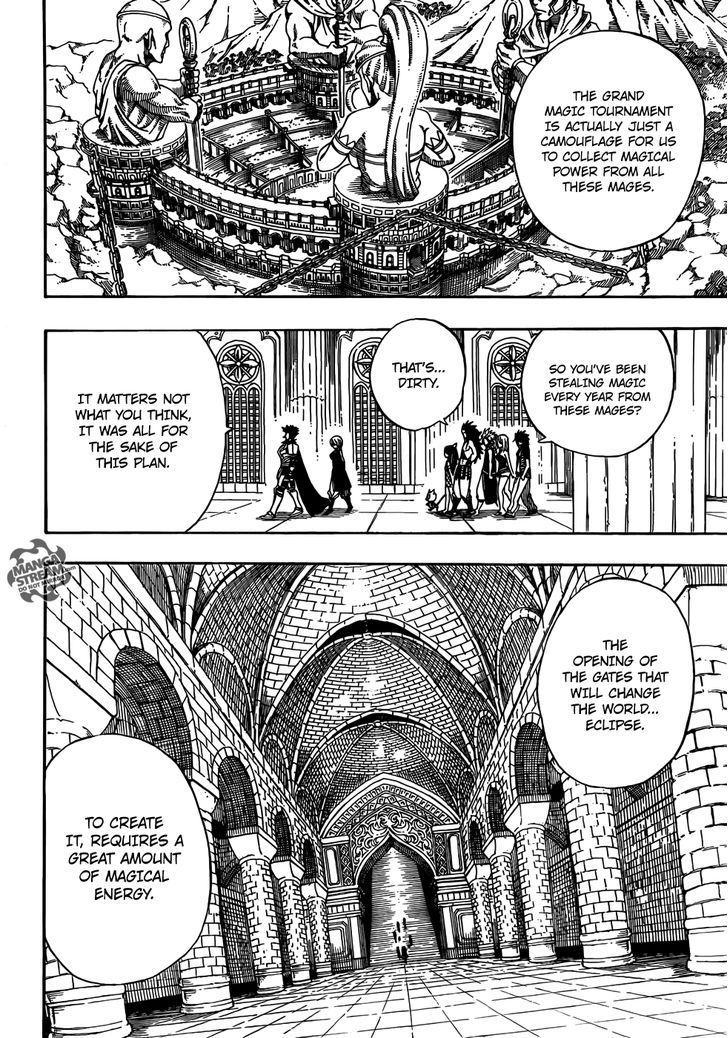 THE GRAND
MAGIC TOURNAMENT
IS ACTUALLY JUST A
CAMOUFLAGE FOR US
TO COLLECT MAGICAL
POWER FROM ALL
THESE MAGES.
SO YOU'VE BEEN
STEALING MAGIC
EVERY YEAR FROM
THESE MAGES?
THAT'S...
DIRTY.
IT MATTERS NOT
WHAT YOU THINK,
IT WAS ALL FOR
THE SAKE OF
THIS PLAN.
MANGA
STREAM.com
THE
OPENING OF
THE GATES THAT
WILL CHANGE
THE WORLD...
ECLIPSE.
TO CREATE
IT, REQUIRES A
GREAT AMOUNT
OF MAGICAL
ENERGY.